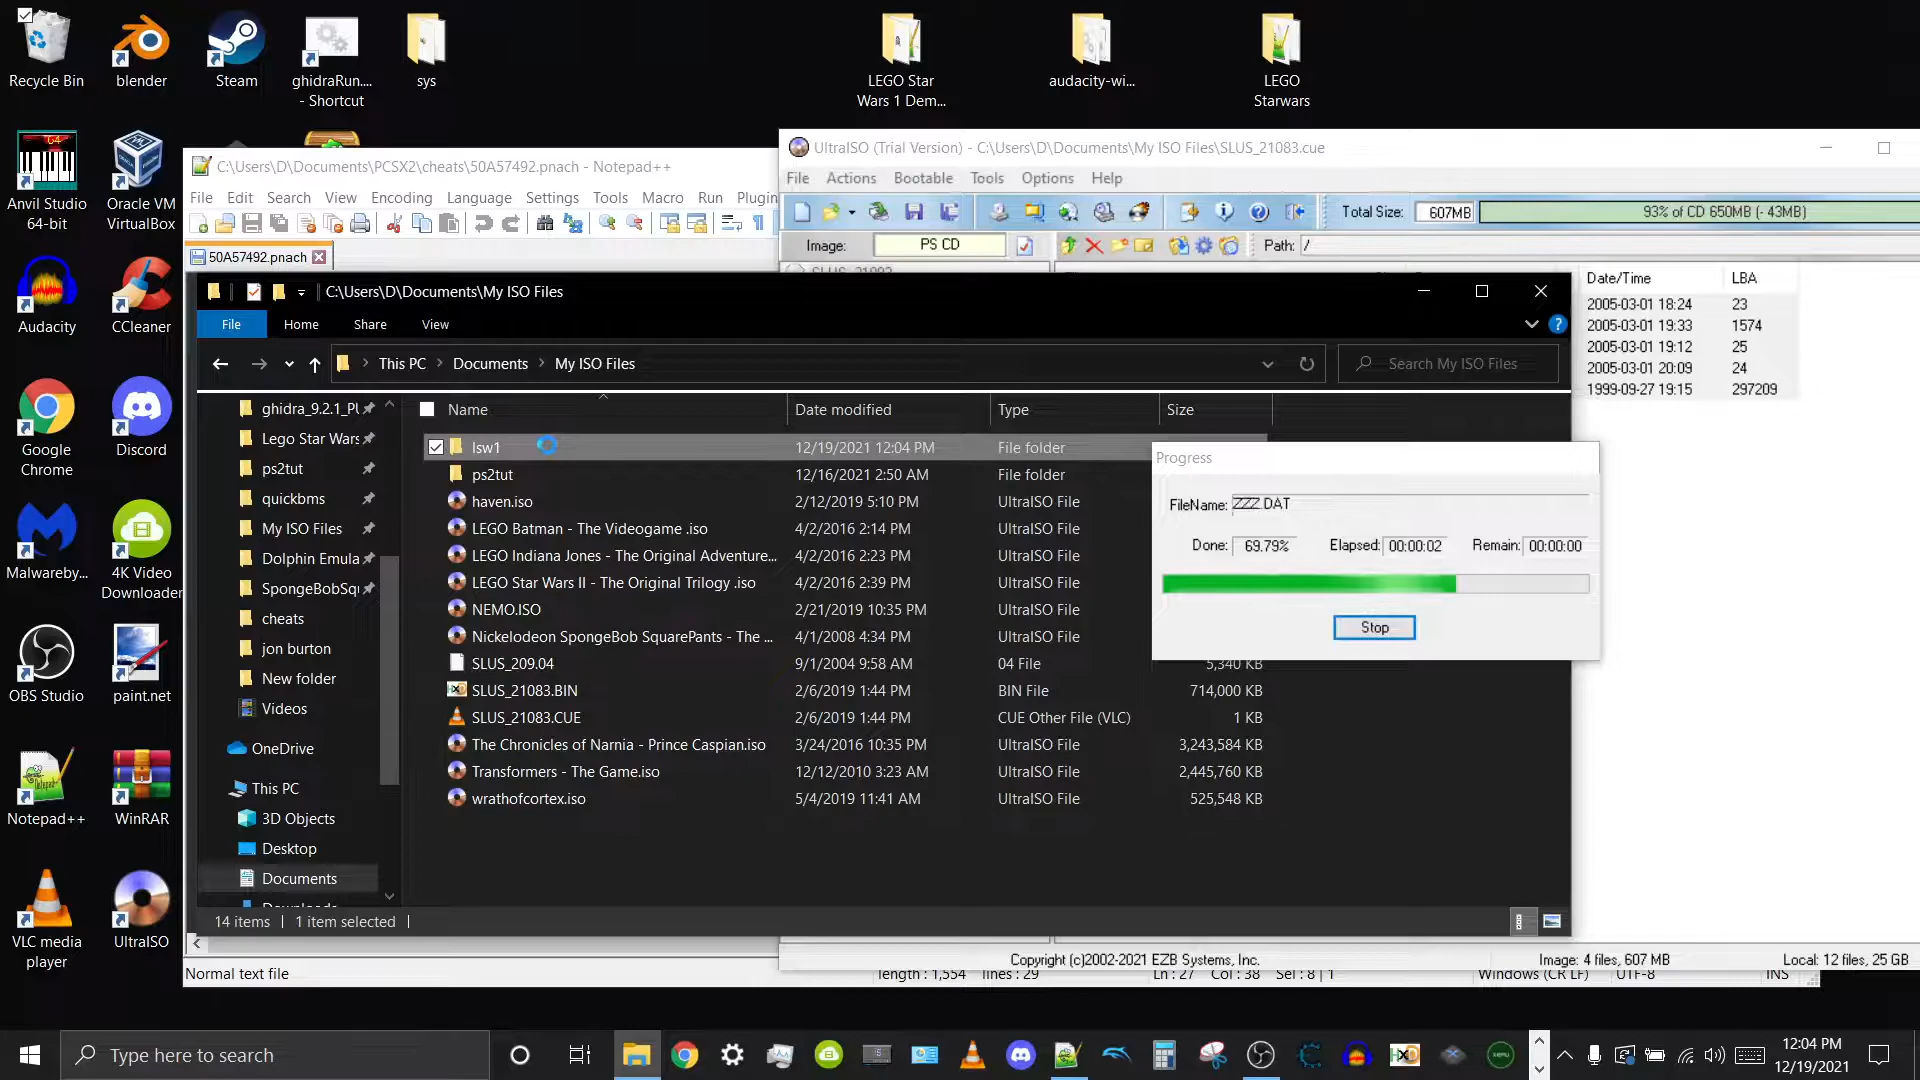 Recycle Bin
blender
Steam
ghidraRun....
- Shortcut
sys
LEGO Star
Wars 1 Dem...
audacity-wi...
LEGO
Starwars
Anvil Studio
64-bit
Oracle VM
VirtualBox
Audacity
CCleaner
Google
Chrome
Discord
Malwareby...
4K Video
Downloader
OBS Studio
paint.net
Notepad++
WinRAR
VLC media
player
UltraISO
C:\Users\D\Documents\PCSX2\cheats\50A57492.pnach - Notepad++
File Edit Search View Encoding Language Settings Tools Macro Run Plugin
50A57492.pnach
UltraISO (Trial Version) - C:\Users\D\Documents\My ISO Files\SLUS_21083.cue
File Actions Bootable Tools Options Help
Total Size: 607MB 93% of CD 650MB (- 43MB)
Image: PS CD
Path: /
Date/Time LBA
2005-03-01 18:24 23
2005-03-01 19:33 1574
2005-03-01 19:12 25
2005-03-01 20:09 24
1999-09-27 19:15 297209
C:\Users\D\Documents\My ISO Files
File Home Share View
This PC Documents My ISO Files
Search My ISO Files
ghidra_9.2.1_PU
Lego Star Wars
ps2tut
quickbms
My ISO Files
Dolphin Emula
SpongeBobSqu
cheats
jon burton
New folder
Videos
OneDrive
This PC
3D Objects
Desktop
Documents
Name Date modified Type Size
lsw1 12/19/2021 12:04 PM File folder
ps2tut 12/16/2021 2:50 AM File folder
haven.iso 2/12/2019 5:10 PM UltraISO File
LEGO Batman - The Videogame .iso 4/2/2016 2:14 PM UltraISO File
LEGO Indiana Jones - The Original Adventure... 4/2/2016 2:23 PM UltraISO File
LEGO Star Wars II - The Original Trilogy .iso 4/2/2016 2:39 PM UltraISO File
NEMO.ISO 2/21/2019 10:35 PM UltraISO File
Nickelodeon SpongeBob SquarePants - The ... 4/1/2008 4:34 PM UltraISO File
SLUS_209.04 9/1/2004 9:58 AM 04 File 5,340 KB
SLUS_21083.BIN 2/6/2019 1:44 PM BIN File 714,000 KB
SLUS_21083.CUE 2/6/2019 1:44 PM CUE Other File (VLC) 1 KB
The Chronicles of Narnia - Prince Caspian.iso 3/24/2016 10:35 PM UltraISO File 3,243,584 KB
Transformers - The Game.iso 12/12/2010 3:23 AM UltraISO File 2,445,760 KB
wrathofcortex.iso 5/4/2019 11:41 AM UltraISO File 525,548 KB
14 items 1 item selected
Progress
FileName: ZZZ.DAT
Done: 69.79% Elapsed: 00:00:02 Remain: 00:00:00
Stop
Copyright (c)2002-2021 EZB Systems, Inc. Image: 4 files, 607 MB Local: 12 files, 25 GB
Normal text file length : 1,554 lines : 29 Ln : 27 Col : 38 Sel : 8 | 1 Windows (CR LF) UTF-8 INS
Type here to search
12:04 PM
12/19/2021